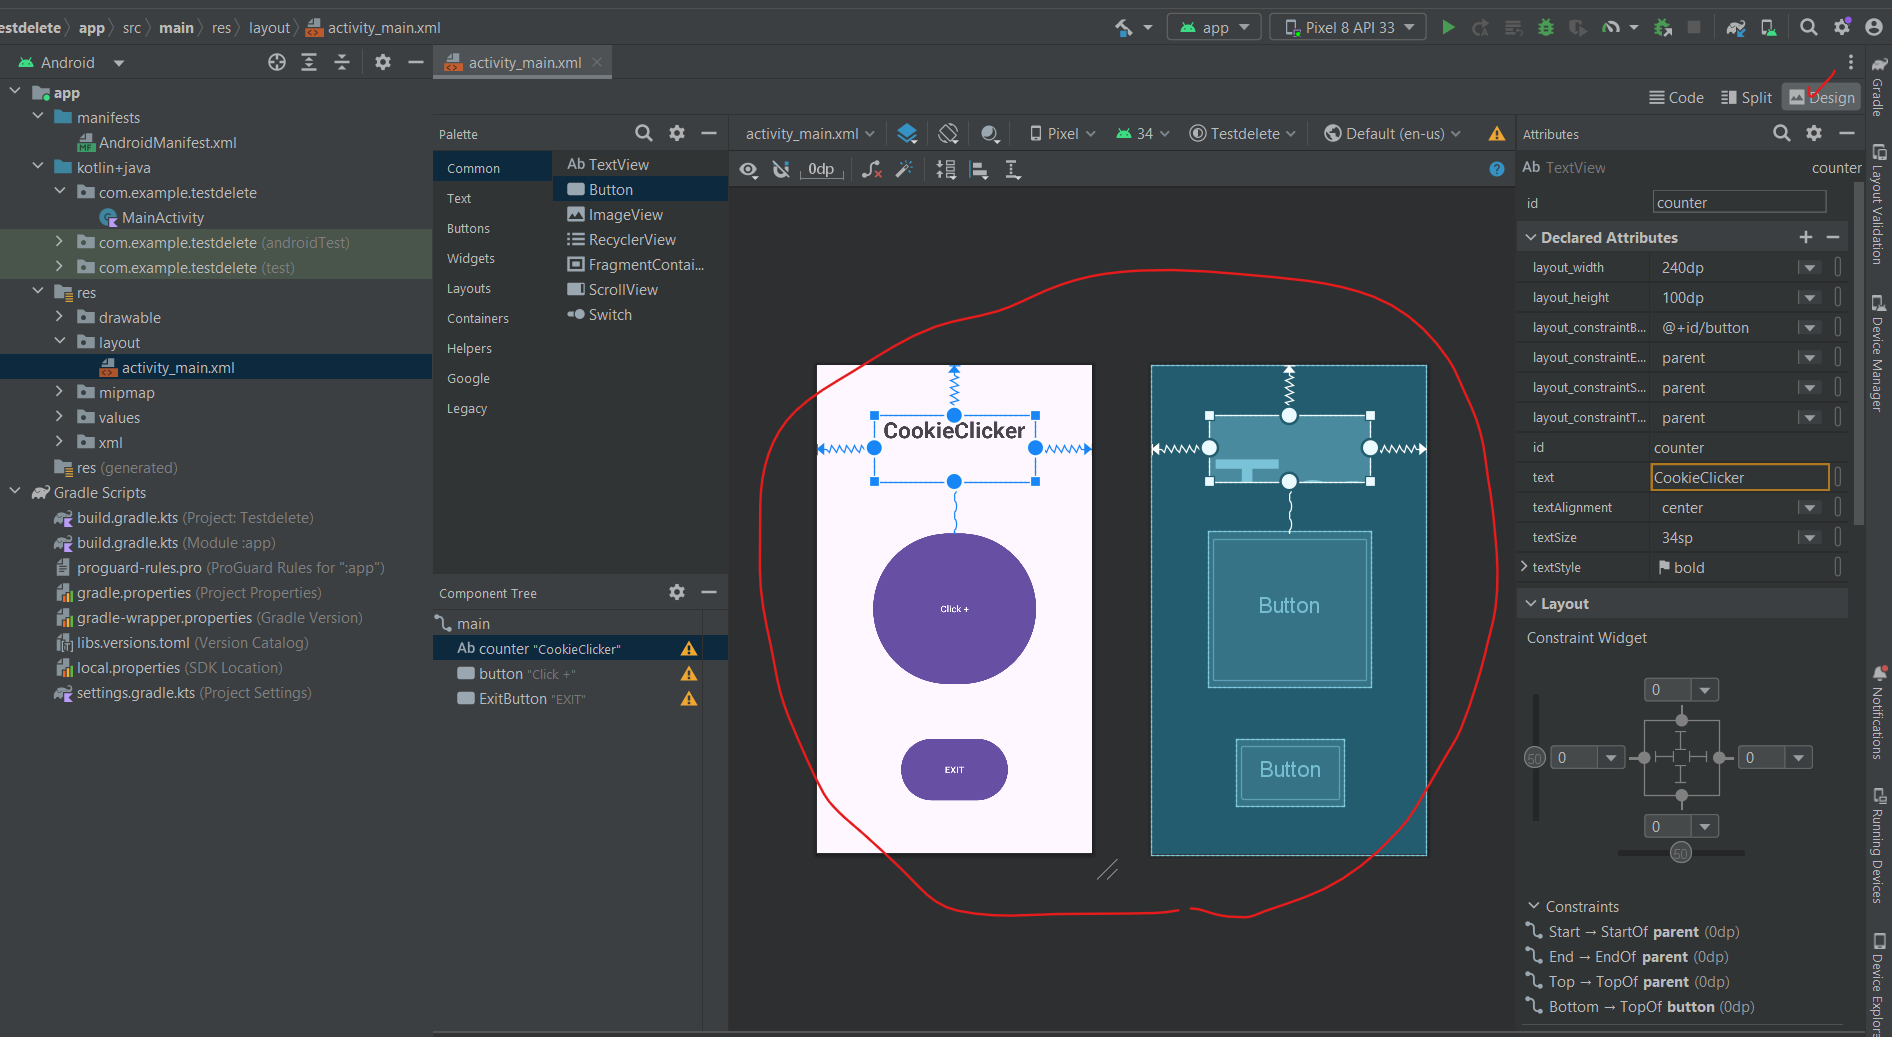 estdelete app src main res layout activity_main.xml
app Pixel 8 API 33
Android
activity_main.xml
Code Split Design
app
manifests
AndroidManifest.xml
kotlin+java
com.example.testdelete
MainActivity
com.example.testdelete (androidTest)
com.example.testdelete (test)
res
drawable
layout
activity_main.xml
mipmap
values
xml
res (generated)
Gradle Scripts
build.gradle.kts (Project: Testdelete)
build.gradle.kts (Module :app)
proguard-rules.pro (ProGuard Rules for ":app")
gradle.properties (Project Properties)
gradle-wrapper.properties (Gradle Version)
libs.versions.toml (Version Catalog)
local.properties (SDK Location)
settings.gradle.kts (Project Settings)
Palette
Common
Text
Buttons
Widgets
Layouts
Containers
Helpers
Google
Legacy
Ab TextView
Button
ImageView
RecyclerView
FragmentContai...
ScrollView
Switch
Component Tree
main
Ab counter "CookieClicker"
button "Click +"
ExitButton "EXIT"
activity_main.xml Pixel 34 Testdelete Default (en-us)
0dp
CookieClicker
Click +
EXIT
Button
Button
Attributes
Ab TextView counter
id counter
Declared Attributes
layout_width 240dp
layout_height 100dp
layout_constraintB... @+id/button
layout_constraintE... parent
layout_constraintS... parent
layout_constraintT... parent
id counter
text CookieClicker
textAlignment center
textSize 34sp
textStyle bold
Layout
Constraint Widget
0
50 0 0
0
50
Constraints
Start → StartOf parent (0dp)
End → EndOf parent (0dp)
Top → TopOf parent (0dp)
Bottom → TopOf button (0dp)
Gradle
Layout Validation
Device Manager
Notifications
Running Devices
Device Explora